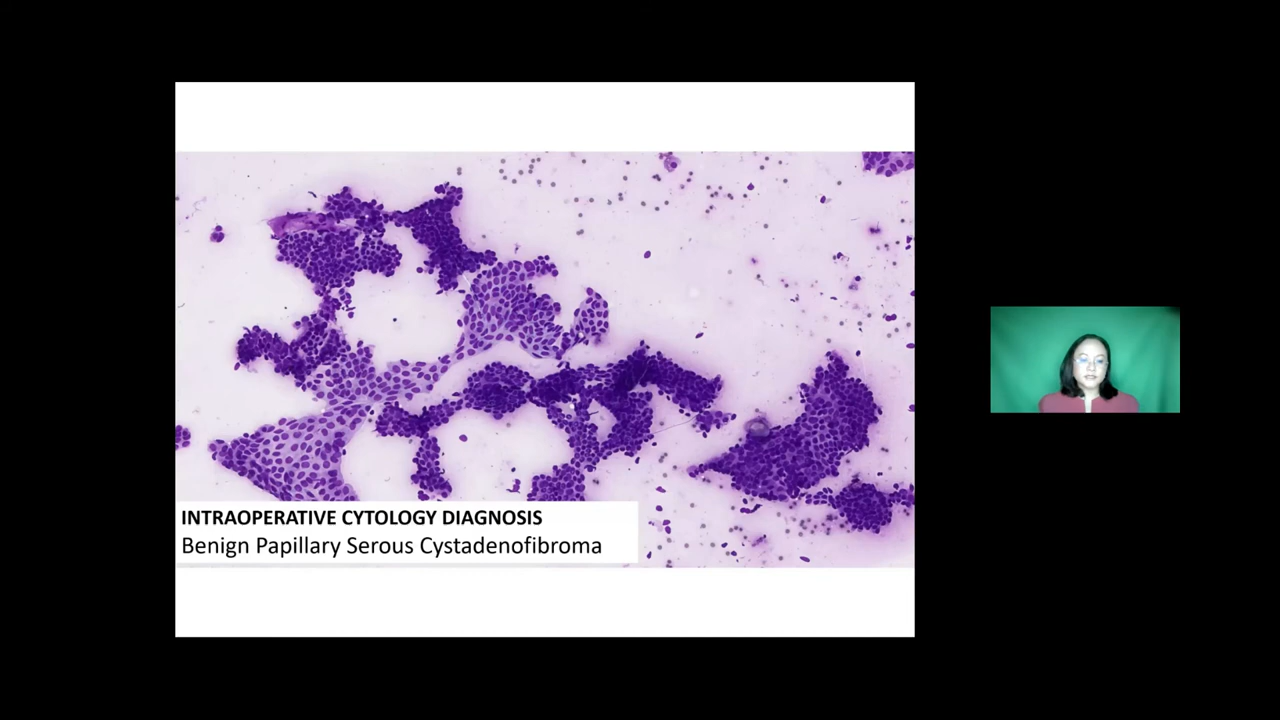 INTRAOPERATIVE CYTOLOGY DIAGNOSIS
Benign Papillary Serous Cystadenofibroma